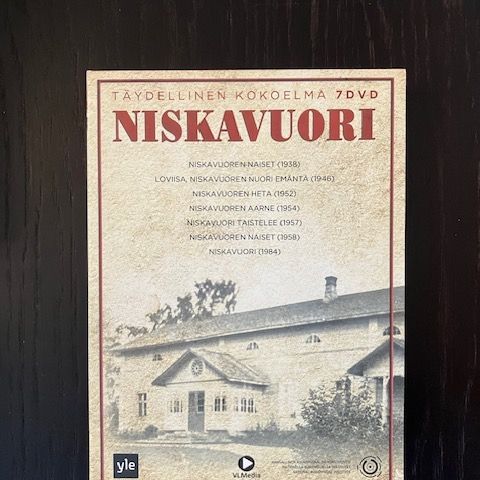 TÄYDELLINEN KOKOELMA 7DVD
NISKAVUORI
NISKAVUOREN NAISET (1938)
LOVIISA, NISKAVUOREN NUORI EMÄNTÄ (1946)
NISKAVUOREN HETA (1952)
NISKAVUOREN AARNE (1954)
NISKAVUORI TAISTELEE (1957)
NISKAVUOREN NAISET (1958)
NISKAVUORI (1984)
yle
VLMedia